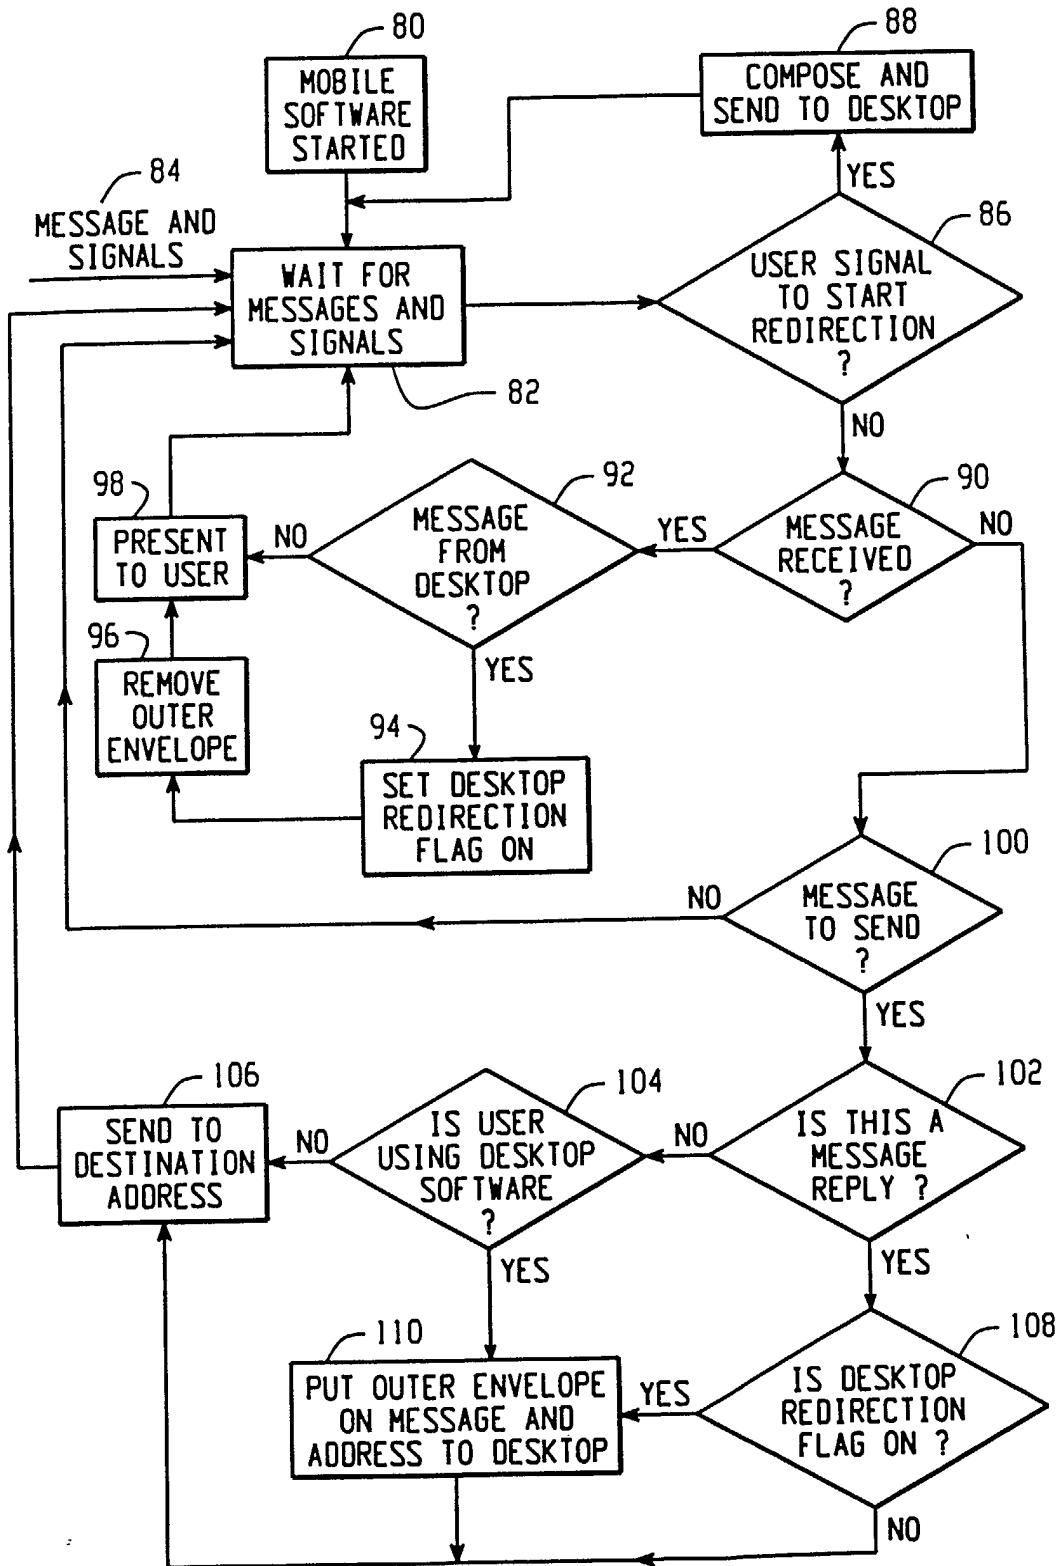 80
MOBILE
SOFTWARE
STARTED
88
COMPOSE AND
SEND TO DESKTOP
YES
84
MESSAGE AND
SIGNALS
WAIT FOR
MESSAGES AND
SIGNALS
82
86
USER SIGNAL
TO START
REDIRECTION
?
NO
98
PRESENT
TO USER
NO
92
MESSAGE
FROM
DESKTOP
?
YES
90
MESSAGE
RECEIVED
?
NO
96
REMOVE
OUTER
ENVELOPE
YES
94
SET DESKTOP
REDIRECTION
FLAG ON
100
NO
MESSAGE
TO SEND
?
YES
106
SEND TO
DESTINATION
ADDRESS
NO
104
IS USER
USING DESKTOP
SOFTWARE
?
NO
102
IS THIS A
MESSAGE
REPLY ?
YES
YES
110
PUT OUTER ENVELOPE
ON MESSAGE AND
ADDRESS TO DESKTOP
YES
108
IS DESKTOP
REDIRECTION
FLAG ON ?
NO